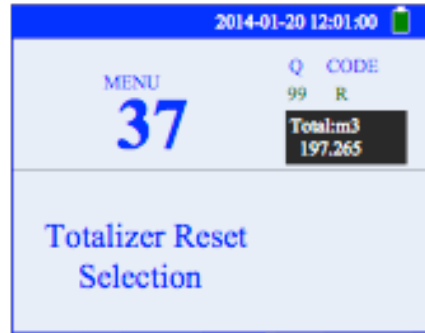 2014-01-20 12:01:00
MENU
37
Q CODE
99 R
Total:m3
197.265
Totalizer Reset
Selection